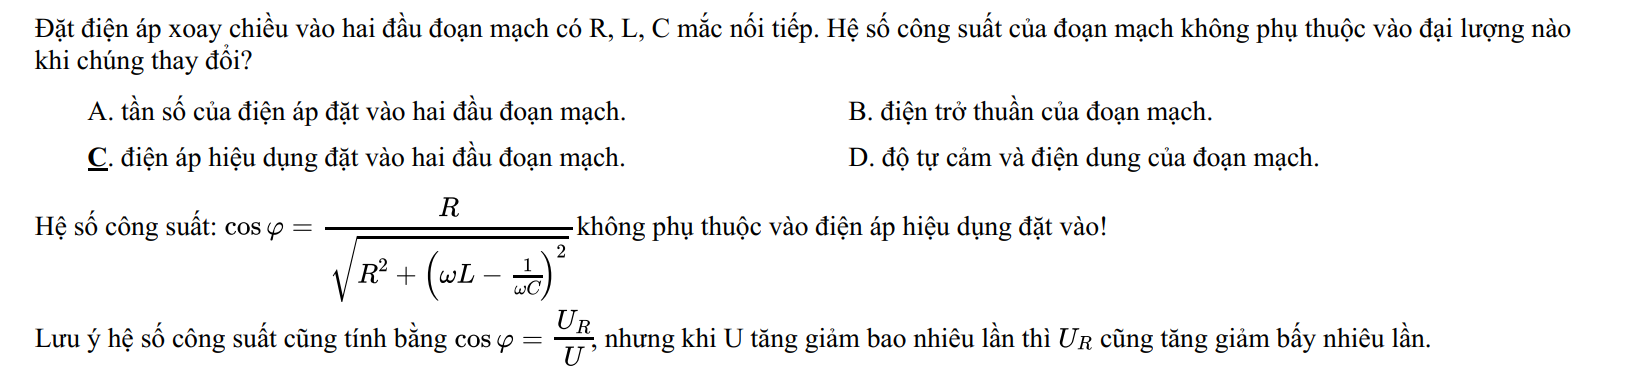 Đặt điện áp xoay chiều vào hai đầu đoạn mạch có R, L, C mắc nối tiếp. Hệ số công suất của đoạn mạch không phụ thuộc vào đại lượng nào
khi chúng thay đổi?
A. tần số của điện áp đặt vào hai đầu đoạn mạch. B. điện trở thuần của đoạn mạch.
C. điện áp hiệu dụng đặt vào hai đầu đoạn mạch. D. độ tự cảm và điện dung của đoạn mạch.
Hệ số công suất: $\cos\varphi = \frac{R}{\sqrt{R^2 + \left(\omega L - \frac{1}{\omega C}\right)^2}}$ không phụ thuộc vào điện áp hiệu dụng đặt vào!
Lưu ý hệ số công suất cũng tính bằng $\cos\varphi = \frac{U_R}{U}$, nhưng khi U tăng giảm bao nhiêu lần thì $U_R$ cũng tăng giảm bấy nhiêu lần.